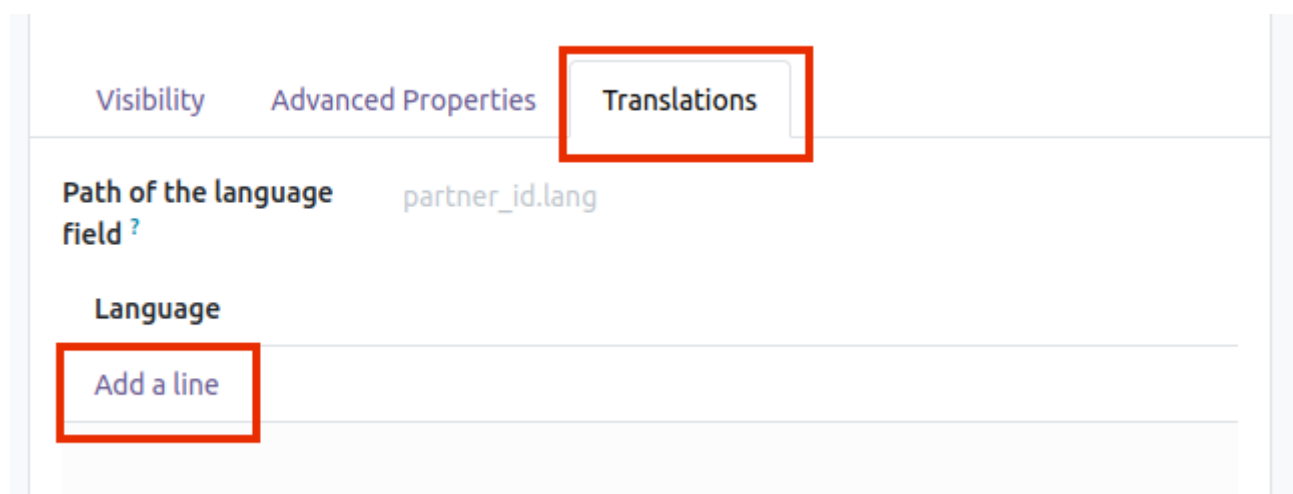 Visibility Advanced Properties Translations
Path of the language partner_id.lang
field ?
Language
Add a line